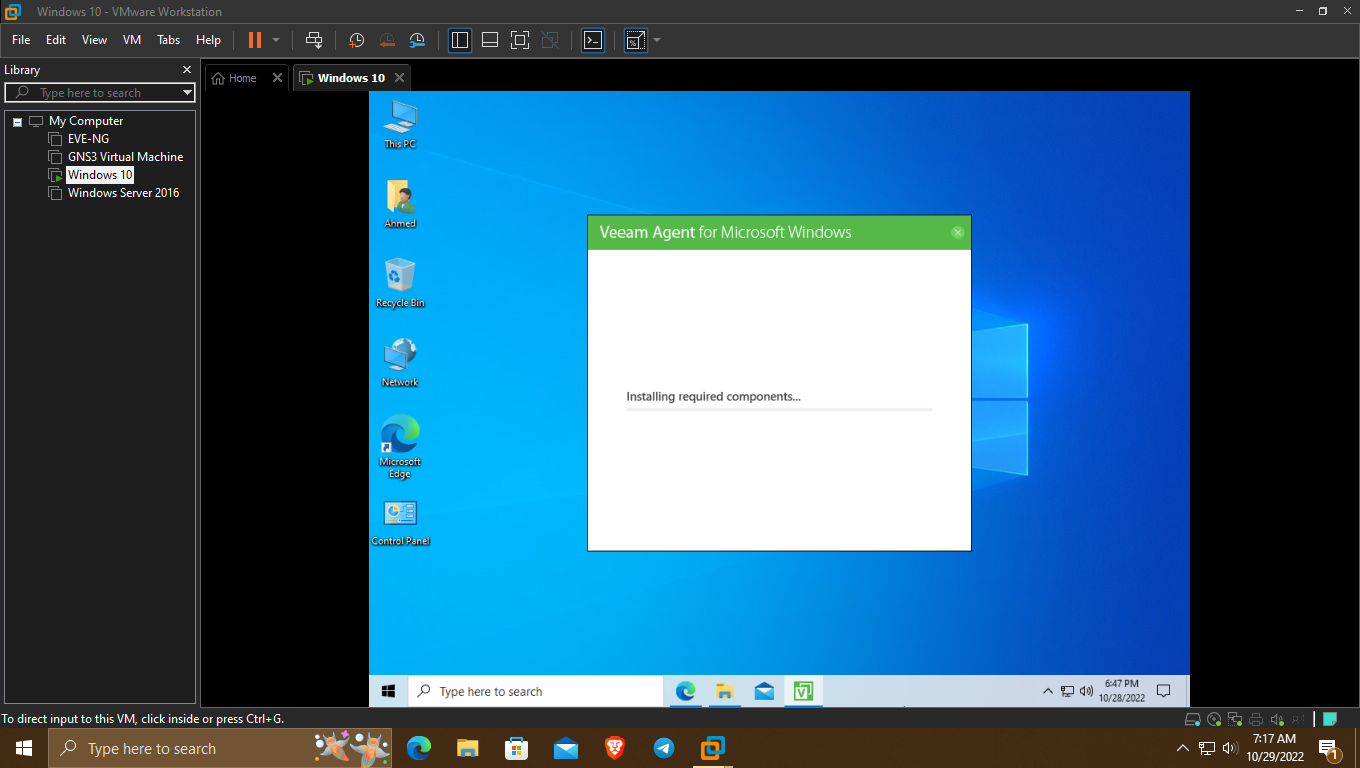 Windows 10 - VMware Workstation
File Edit View VM Tabs Help
Library
Type here to search
My Computer
EVE-NG
GNS3 Virtual Machine
Windows 10
Windows Server 2016
Home
Windows 10
This PC
Ahmed
Recycle Bin
Network
Microsoft
Edge
Control Panel
Veeam Agent for Microsoft Windows
Installing required components...
Type here to search
6:47 PM
10/28/2022
To direct input to this VM, click inside or press Ctrl+G.
Type here to search
7:17 AM
10/29/2022
1